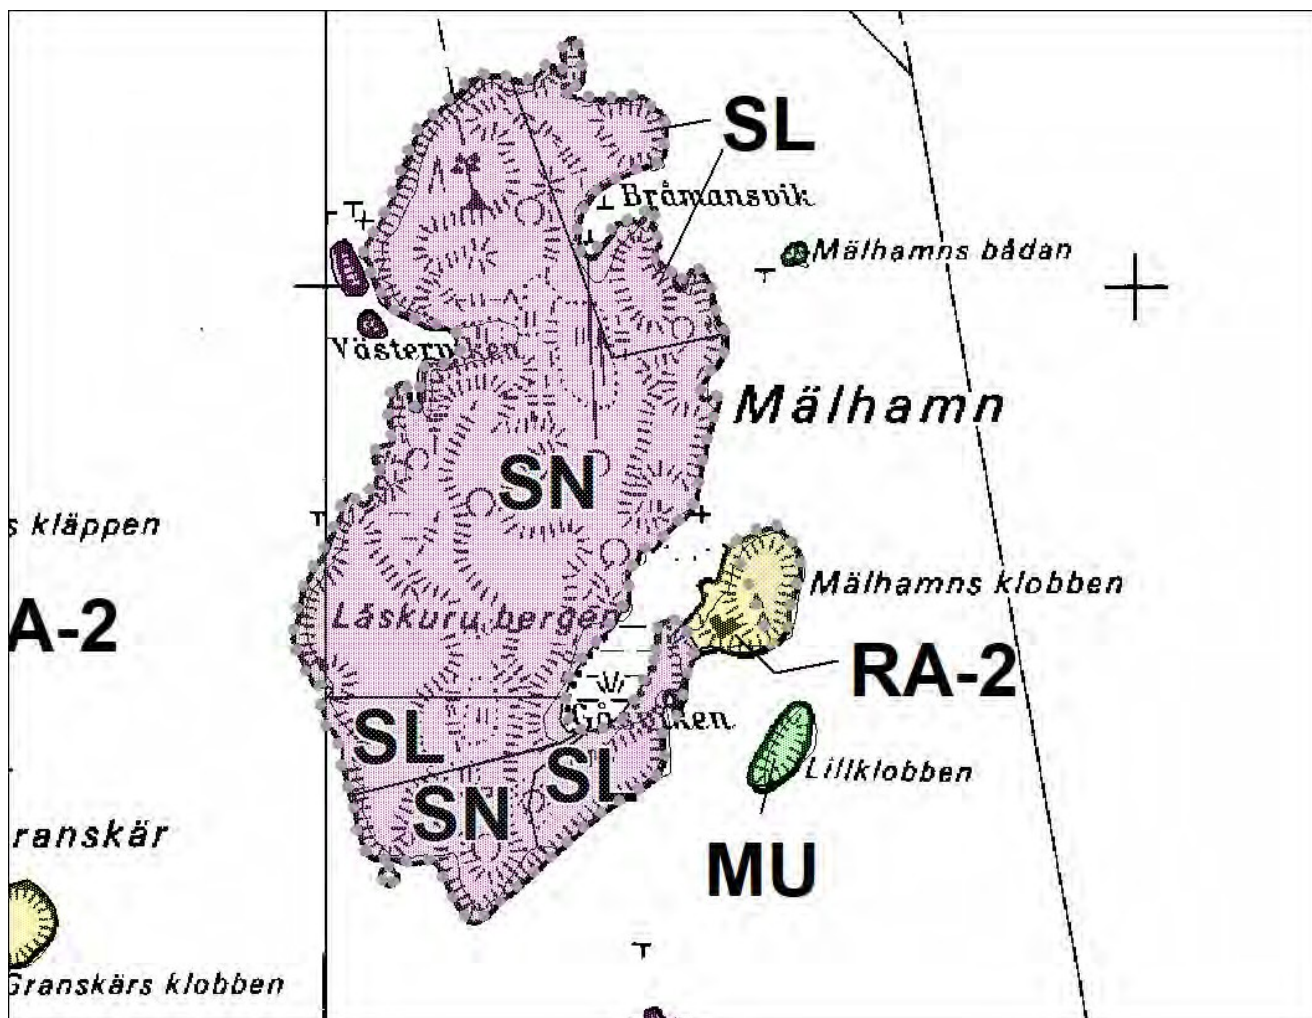 SL
Bråmansvik
Mälhamns bådan
Mälhamn
SN
s kläppen
Mälhamns klobben
A-2
Låskuru bergen
RA-2
SL
SL
Lillklobben
SN
ranskär
MU
Granskärs klobben